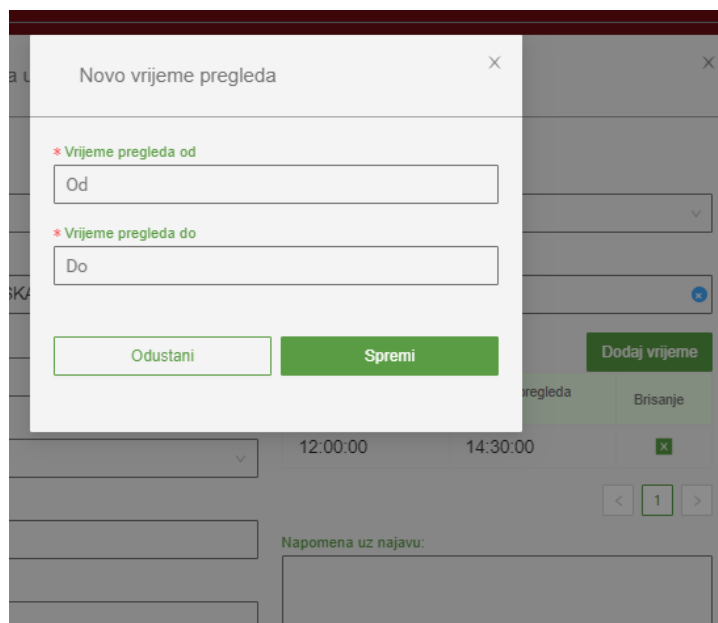 a u
Novo vrijeme pregleda
* Vrijeme pregleda od
Od
* Vrijeme pregleda do
Do
SKA
Odustani
Spremi
Dodaj vrijeme
pregleda
Brisanje
12:00:00
14:30:00
< 1 >
Napomena uz najavu: